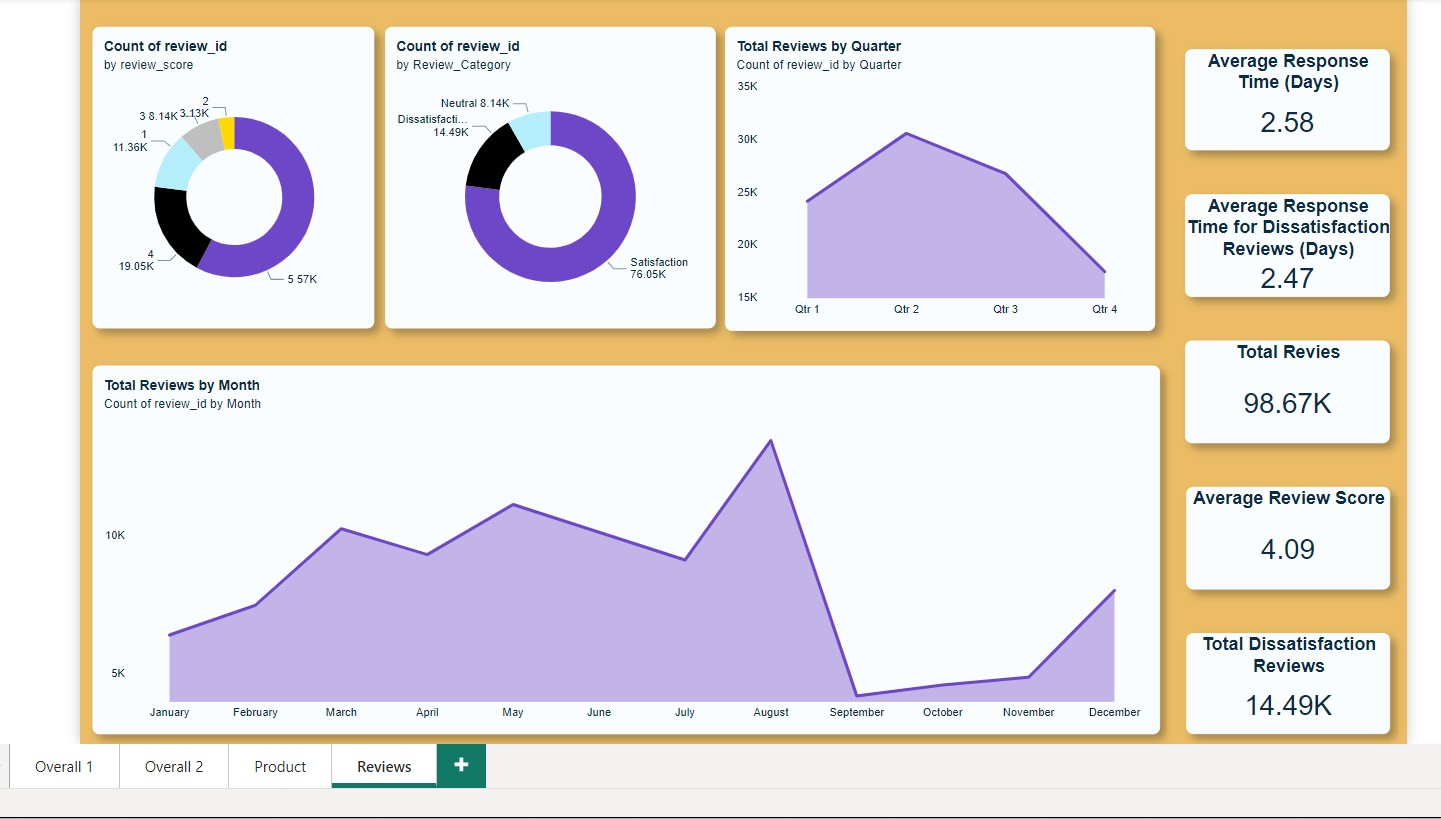 Count of review_id
by review_score
2
3.13K
3 8.14K
1
11.36K
4
19.05K
5 57K
Count of review_id
by Review_Category
Neutral 8.14K
Dissatisfacti...
14.49K
Satisfaction
76.05K
Total Reviews by Quarter
Count of review_id by Quarter
35K
30K
25K
20K
15K
Qtr 1 Qtr 2 Qtr 3 Qtr 4
Average Response
Time (Days)
2.58
Average Response
Time for Dissatisfaction
Reviews (Days)
2.47
Total Revies
98.67K
Average Review Score
4.09
Total Dissatisfaction
Reviews
14.49K
Total Reviews by Month
Count of review_id by Month
10K
5K
January February March April May June July August September October November December
Overall 1 Overall 2 Product Reviews +